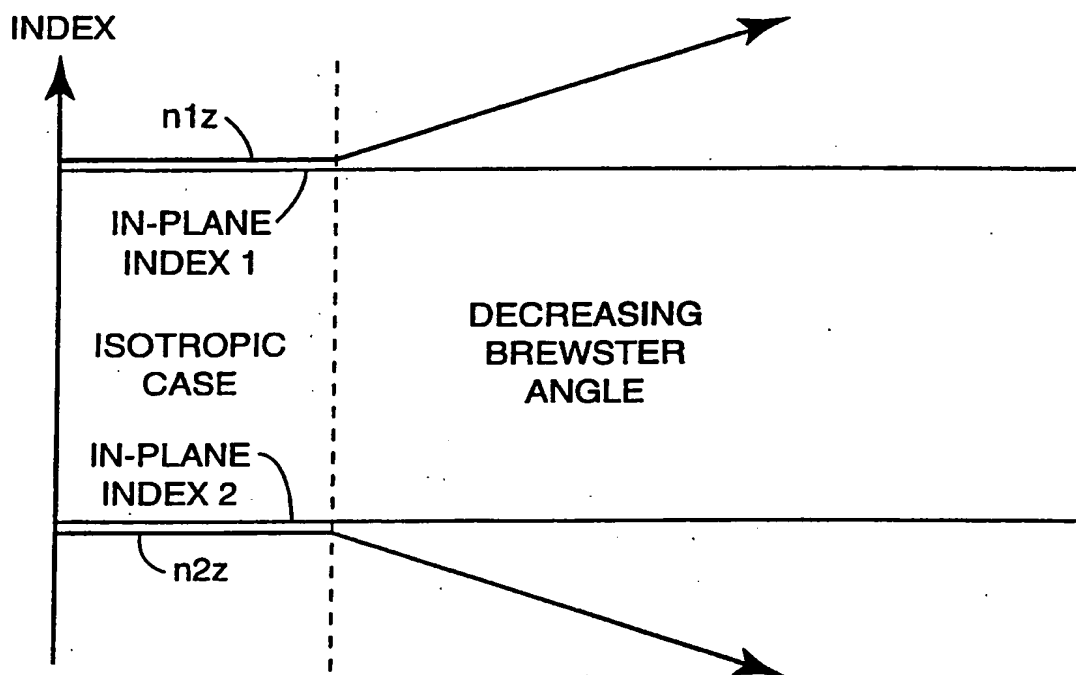 INDEX
n1z
IN-PLANE
INDEX 1
ISOTROPIC
CASE
DECREASING
BREWSTER
ANGLE
IN-PLANE
INDEX 2
n2z